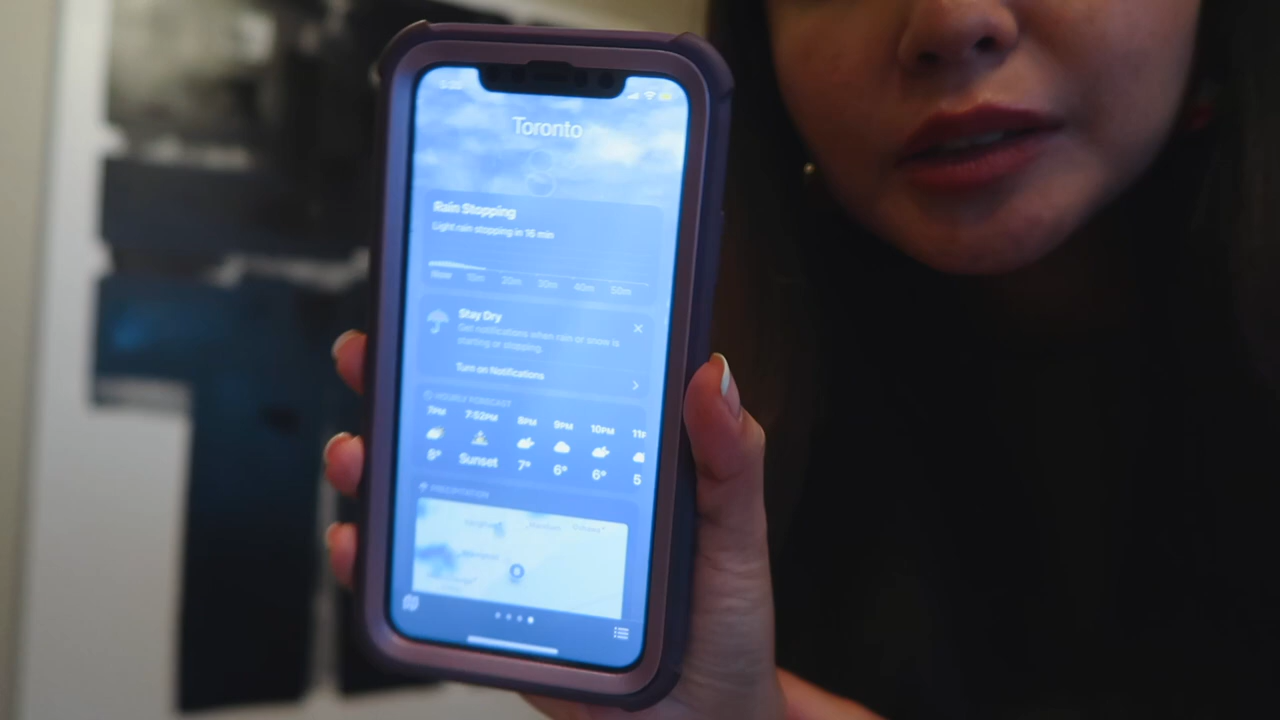 Toronto
Rain Stopping
Light rain stopping in 16 min
Now 10m 20m 30m 40m 50m
Stay Dry
Get notifications when rain or snow is
starting or stopping.
Turn on Notifications
HOURLY FORECAST
7PM 7:52PM 8PM 9PM 10PM 11P
8° Sunset 7° 6° 6° 5
PRECIPITATION